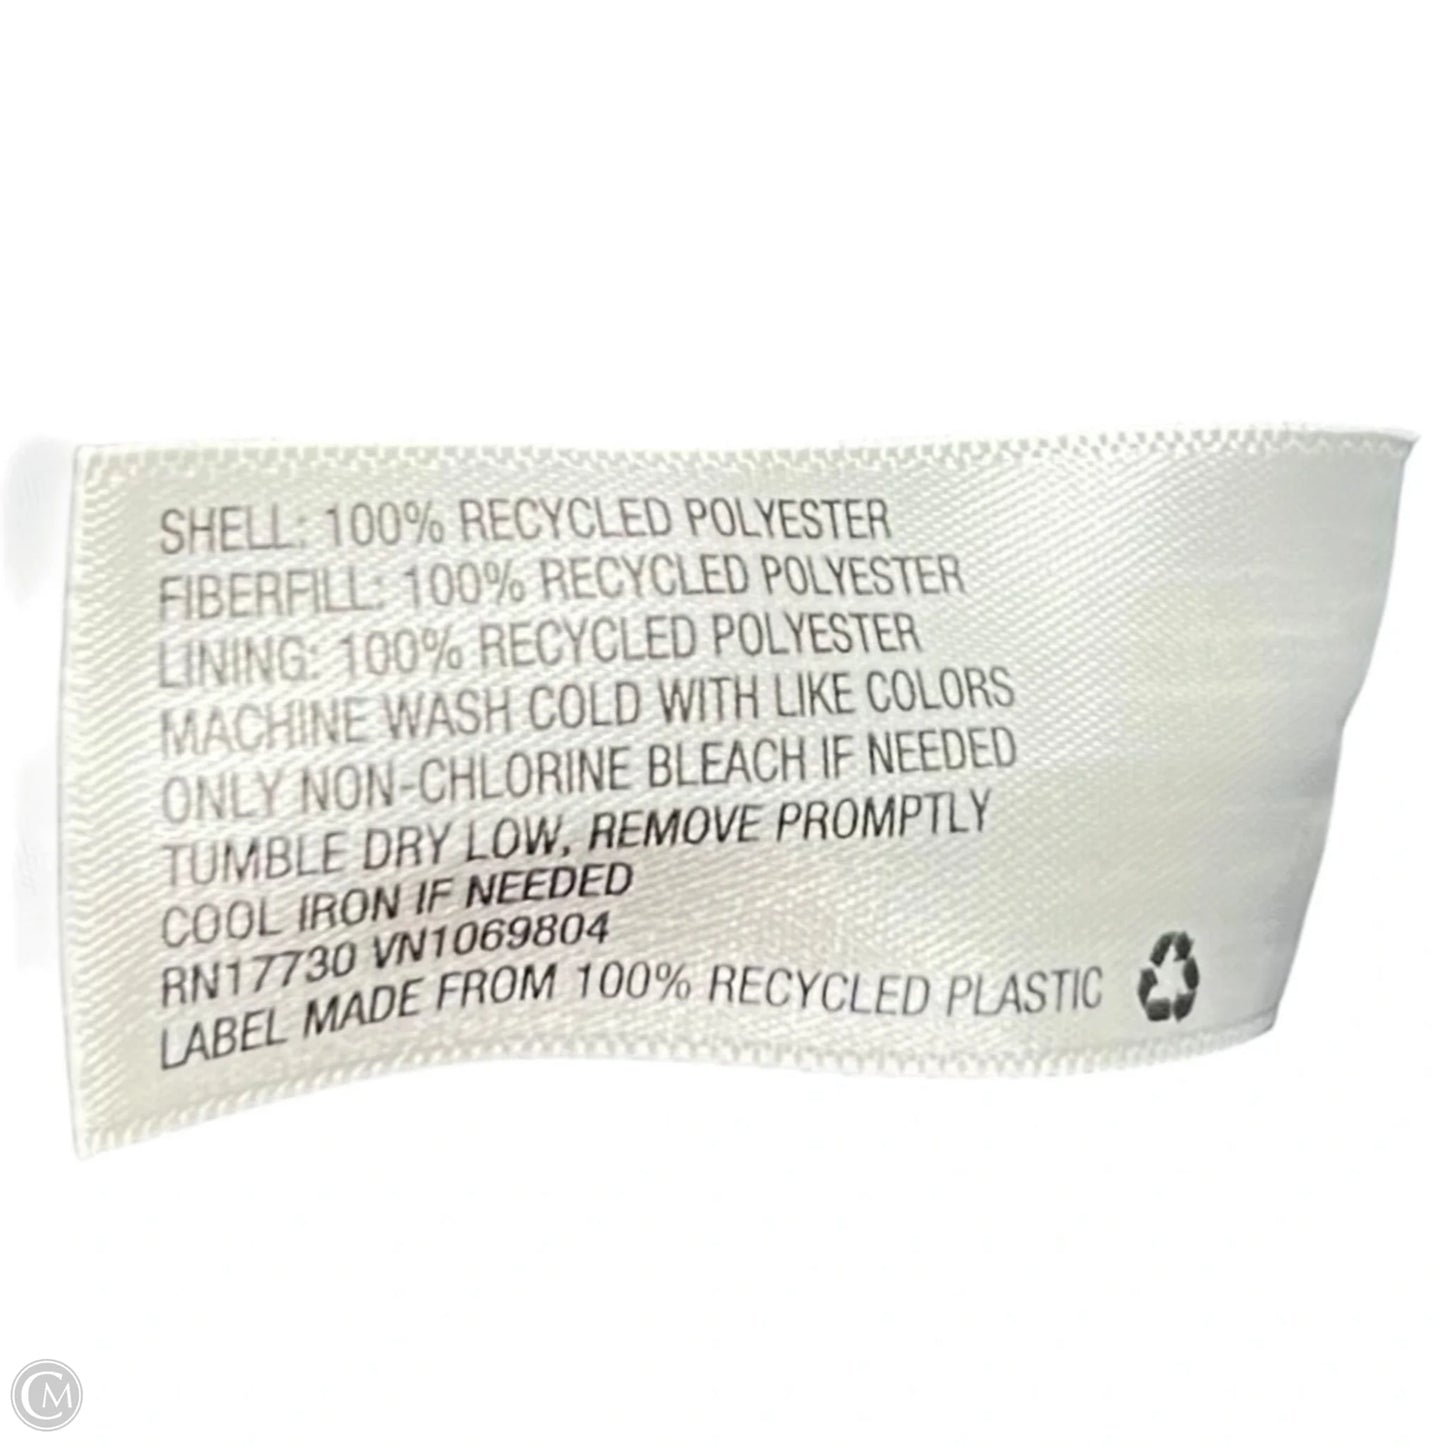 SHELL: 100% RECYCLED POLYESTER
FIBERFILL: 100% RECYCLED POLYESTER
LINING: 100% RECYCLED POLYESTER
MACHINE WASH COLD WITH LIKE COLORS
ONLY NON-CHLORINE BLEACH IF NEEDED
TUMBLE DRY LOW, REMOVE PROMPTLY
COOL IRON IF NEEDED
RN17730 VN1069804
LABEL MADE FROM 100% RECYCLED PLASTIC
CM